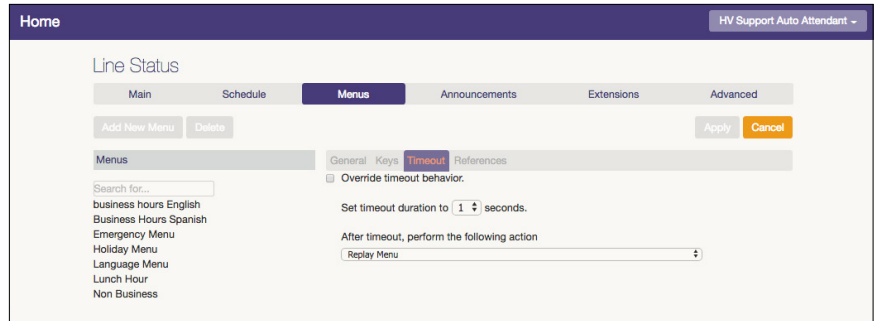 Home
HV Support Auto Attendant
Line Status
Main Schedule Menus Announcements Extensions Advanced
Add New Menu Delete Apply Cancel
Menus
General Keys Timeout References
Search for...
business hours English
Business Hours Spanish
Emergency Menu
Holiday Menu
Language Menu
Lunch Hour
Non Business
Override timeout behavior.
Set timeout duration to 1 seconds.
After timeout, perform the following action
Replay Menu